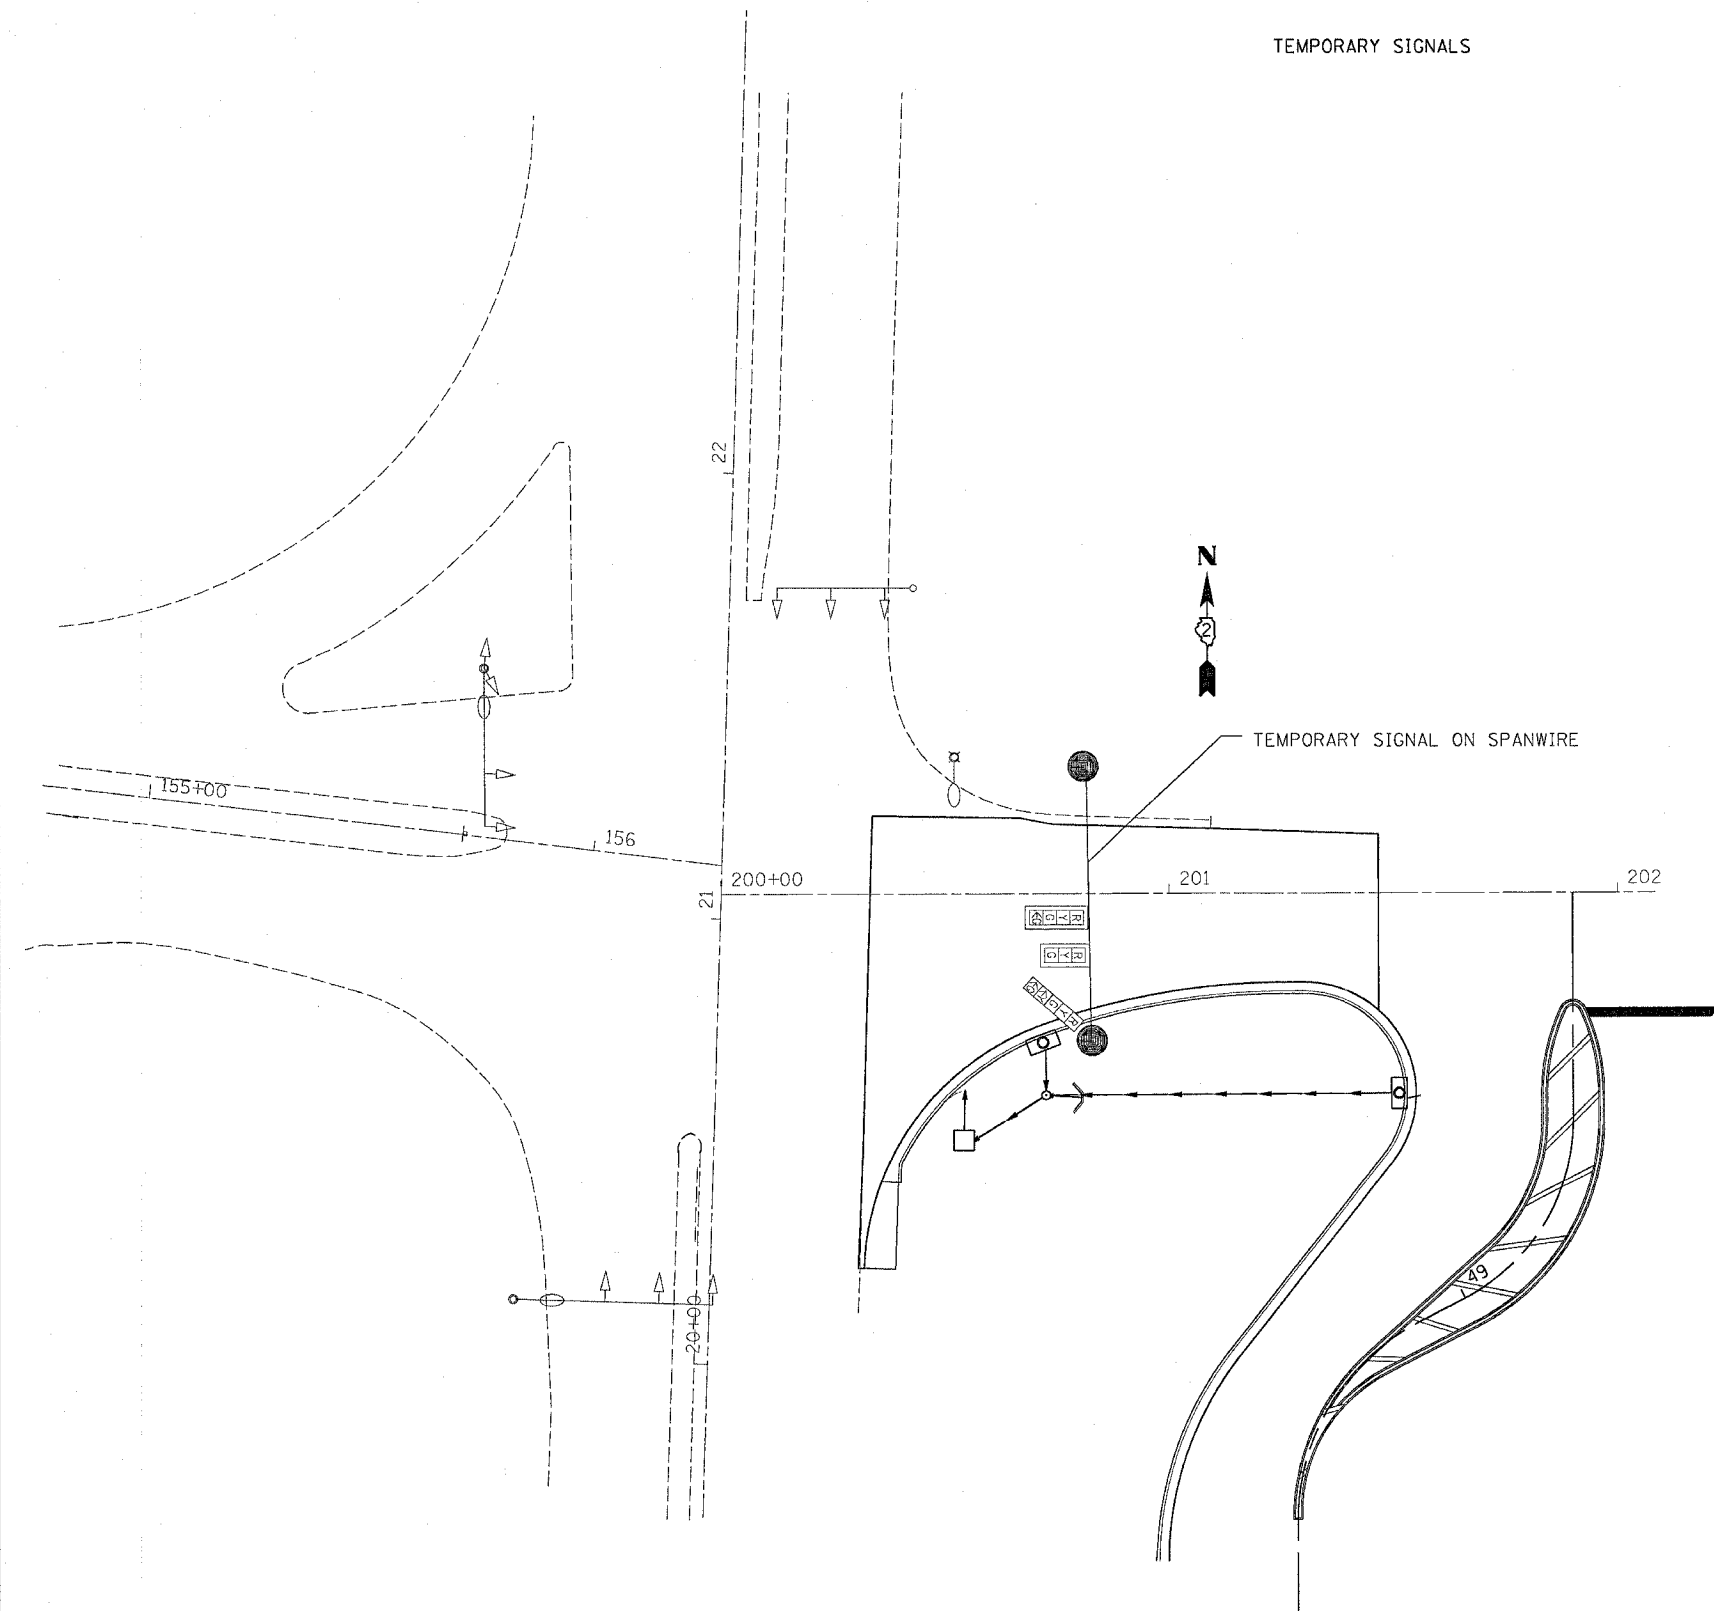 TEMPORARY SIGNALS
22
N
2
TEMPORARY SIGNAL ON SPANWIRE
155+00
156
21
200+00
201
202
R Y G
R Y G
R Y G
49
20+00